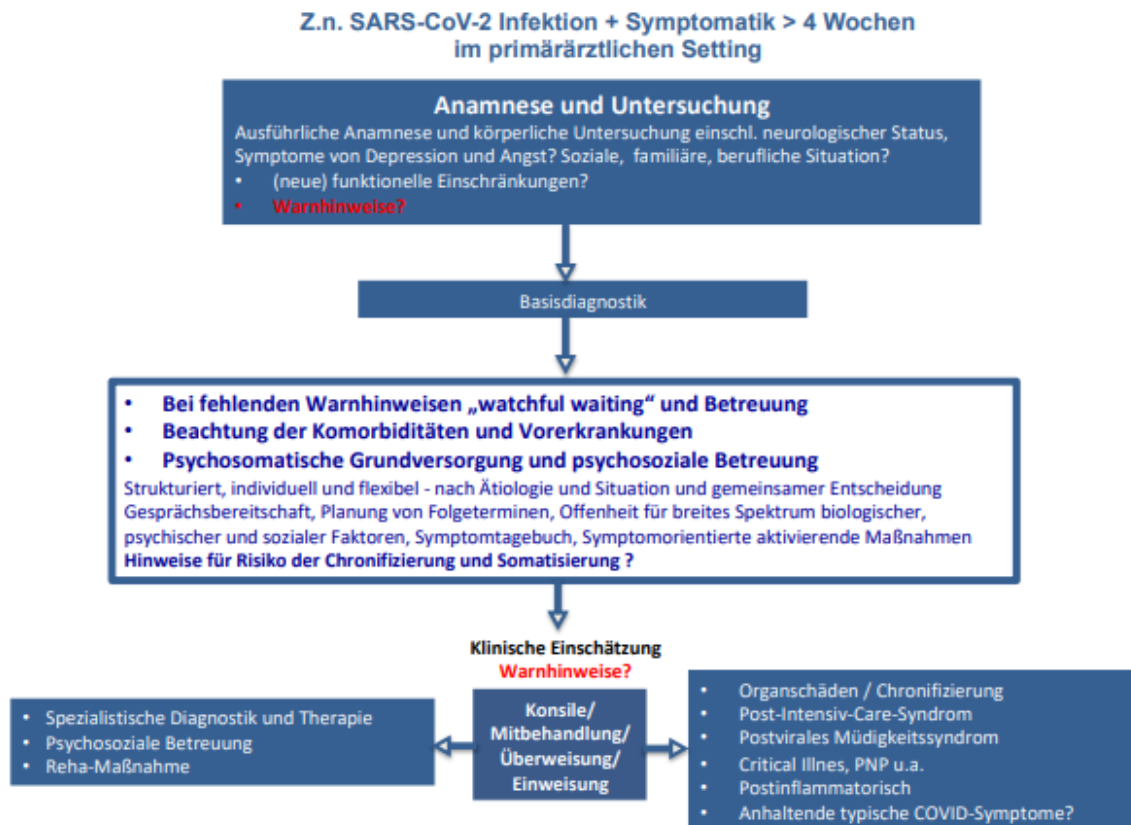 Z.n. SARS-CoV-2 Infektion + Symptomatik > 4 Wochen
im primärärztlichen Setting
Anamnese und Untersuchung
Ausführliche Anamnese und körperliche Untersuchung einschl. neurologischer Status,
Symptome von Depression und Angst? Soziale, familiäre, berufliche Situation?
• (neue) funktionelle Einschränkungen?
• Warnhinweise?
Basisdiagnostik
• Bei fehlenden Warnhinweisen „watchful waiting“ und Betreuung
• Beachtung der Komorbiditäten und Vorerkrankungen
• Psychosomatische Grundversorgung und psychosoziale Betreuung
Strukturiert, individuell und flexibel - nach Ätiologie und Situation und gemeinsamer Entscheidung
Gesprächsbereitschaft, Planung von Folgeterminen, Offenheit für breites Spektrum biologischer,
psychischer und sozialer Faktoren, Symptomtagebuch, Symptomorientierte aktivierende Maßnahmen
Hinweise für Risiko der Chronifizierung und Somatisierung ?
Klinische Einschätzung
Warnhinweise?
• Spezialistische Diagnostik und Therapie
• Psychosoziale Betreuung
• Reha-Maßnahme
Konsile/
Mitbehandlung/
Überweisung/
Einweisung
• Organschäden / Chronifizierung
• Post-Intensiv-Care-Syndrom
• Postvirales Müdigkeitssyndrom
• Critical Illnes, PNP u.a.
• Postinflammatorisch
• Anhaltende typische COVID-Symptome?